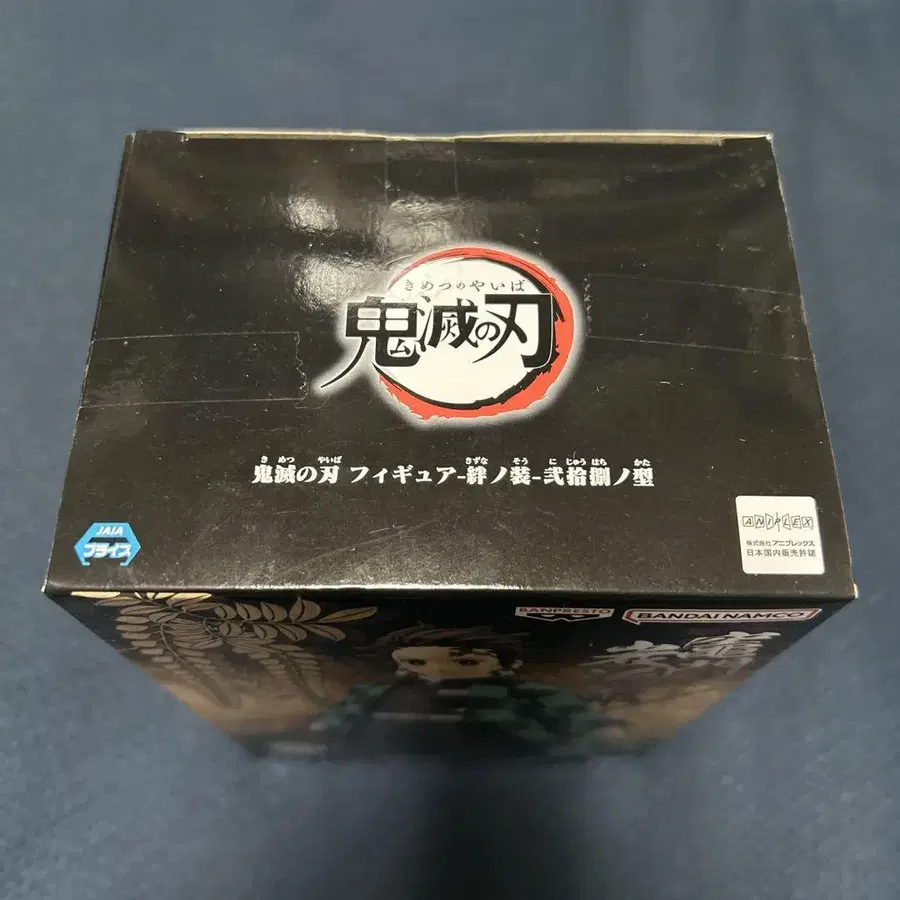 きめつのやいば
鬼滅の刃
き めつ やいば きずな そう に じゅう はち かた
鬼滅の刃 フィギュア-絆ノ装-弐拾捌ノ型
JAIA
プライズ
ANIPLEX
株式会社アニプレックス
日本国内販売許諾
BANPRESTO
BANDAI NAMCO